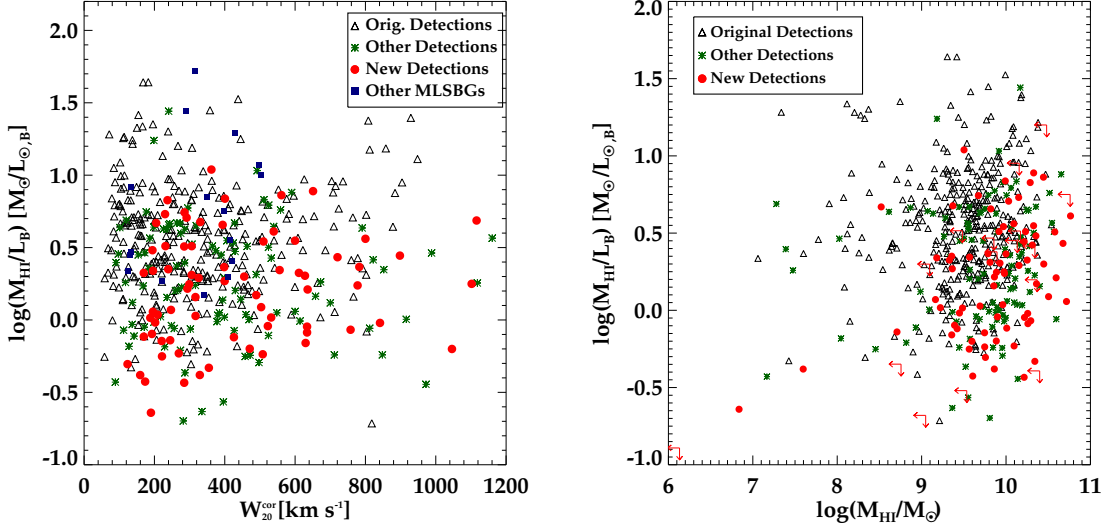 2.0
1.5
1.0
0.5
0.0
-0.5
-1.0
log(M_HI/L_B) [M_⊙/L_⊙,B]
Orig. Detections
Other Detections
New Detections
Other MLSBGs
0 200 400 600 800 1000 1200
W_20^cor [km s⁻¹]
2.0
1.5
1.0
0.5
0.0
-0.5
-1.0
log(M_HI/L_B) [M_⊙/L_⊙,B]
Original Detections
Other Detections
New Detections
6 7 8 9 10 11
log(M_HI/M_⊙)